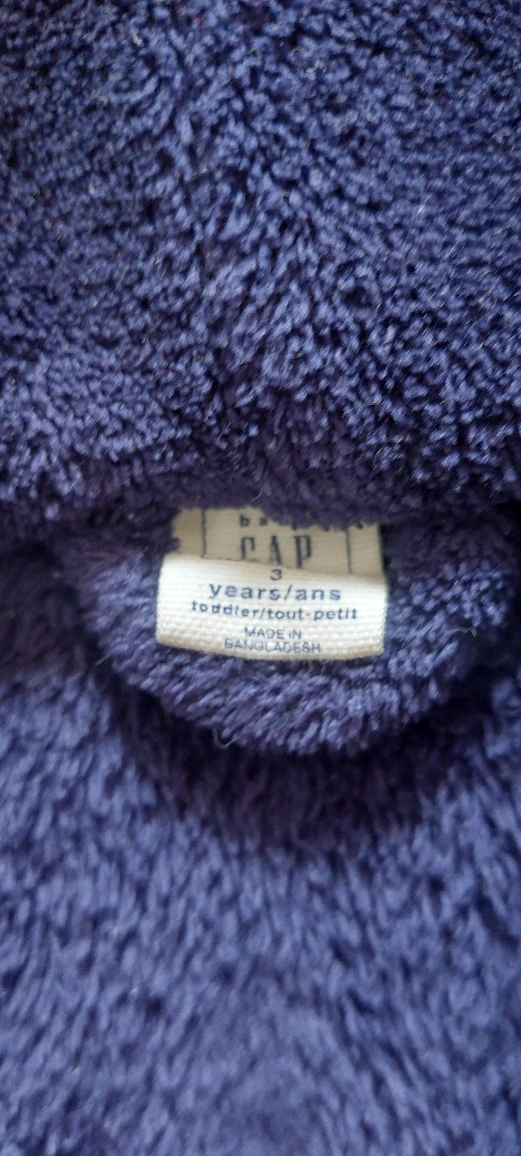 GAP
3
years/ans
toddler/tout-petit
MADE IN
BANGLADESH